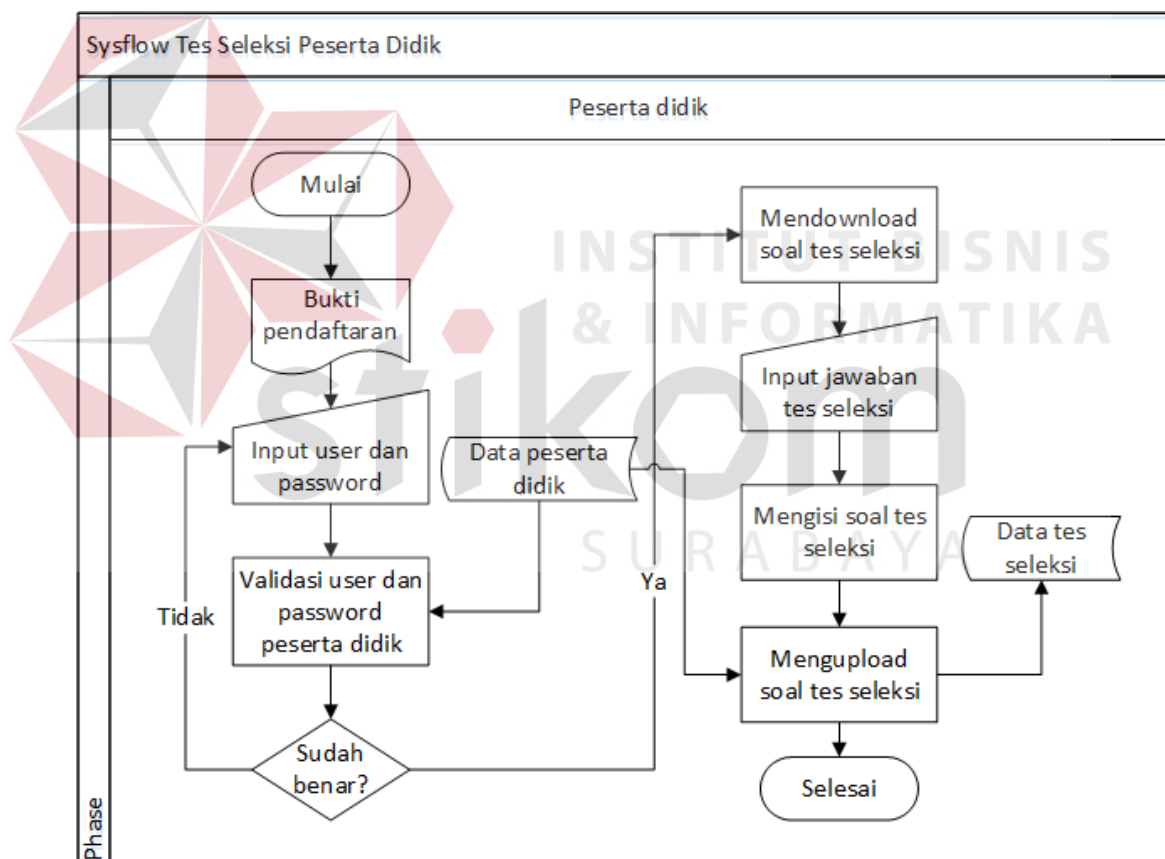 Sysflow Tes Seleksi Peserta Didik
Peserta didik
Phase
Mulai
Bukti
pendaftaran
Input user dan
password
Data peserta
didik
Validasi user dan
password
peserta didik
Tidak
Sudah
benar?
Ya
Mendownload
soal tes seleksi
Input jawaban
tes seleksi
Mengisi soal tes
seleksi
Data tes
seleksi
Mengupload
soal tes seleksi
Selesai
INSTITUT BISNIS
& INFORMATIKA
stikom
SURABAYA